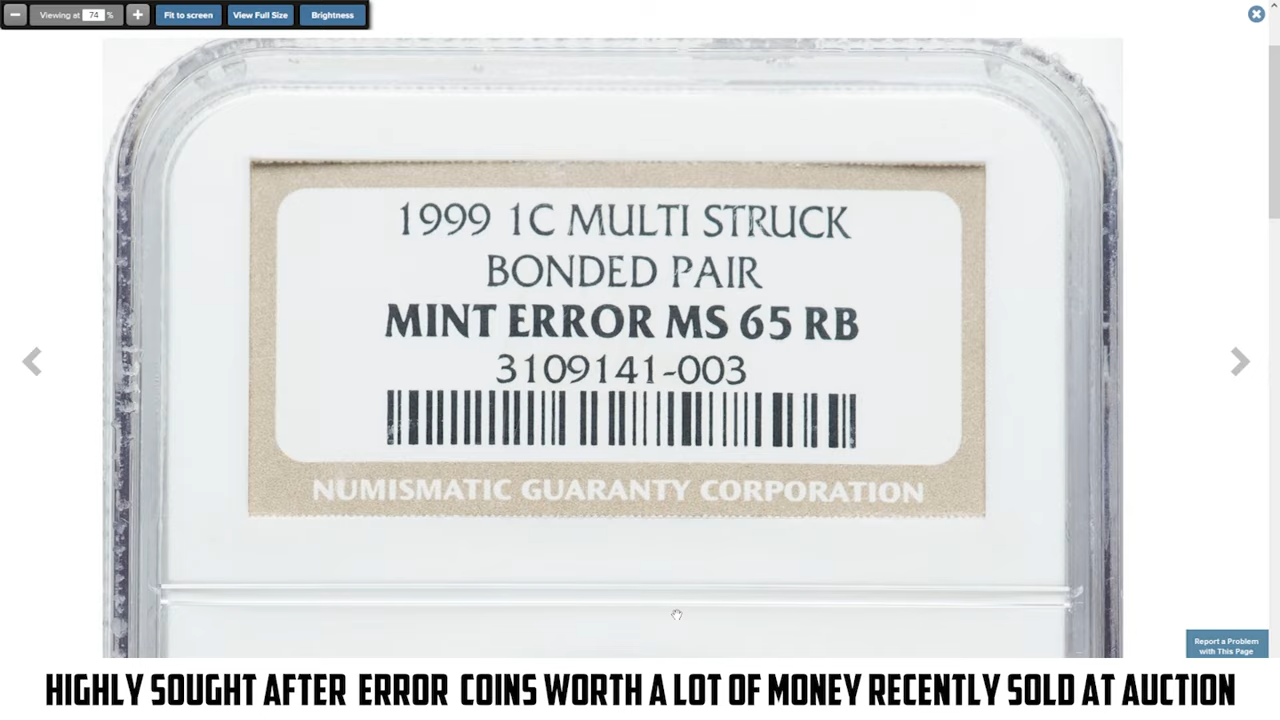 Viewing at 74 %
Fit to screen
View Full Size
Brightness
1999 1C MULTI STRUCK
BONDED PAIR
MINT ERROR MS 65 RB
3109141-003
NUMISMATIC GUARANTY CORPORATION
Report a Problem
with This Page
HIGHLY SOUGHT AFTER ERROR COINS WORTH A LOT OF MONEY RECENTLY SOLD AT AUCTION